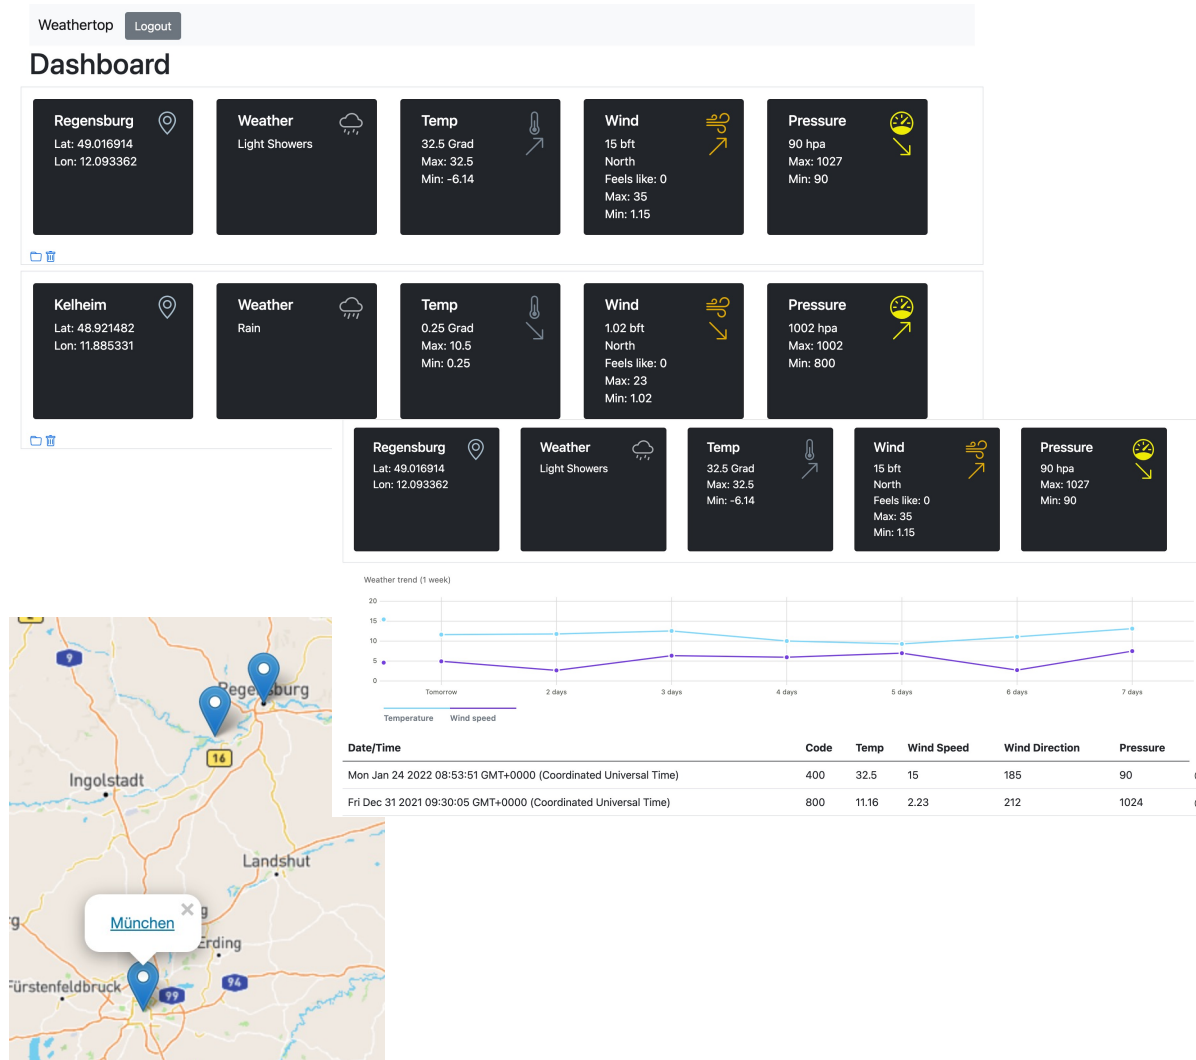 Weathertop Logout
Dashboard
Regensburg
Lat: 49.016914
Lon: 12.093362
Weather
Light Showers
Temp
32.5 Grad
Max: 32.5
Min: -6.14
Wind
15 bft
North
Feels like: 0
Max: 35
Min: 1.15
Pressure
90 hpa
Max: 1027
Min: 90
Kelheim
Lat: 48.921482
Lon: 11.885331
Weather
Rain
Temp
0.25 Grad
Max: 10.5
Min: 0.25
Wind
1.02 bft
North
Feels like: 0
Max: 23
Min: 1.02
Pressure
1002 hpa
Max: 1002
Min: 800
Regensburg
Lat: 49.016914
Lon: 12.093362
Weather
Light Showers
Temp
32.5 Grad
Max: 32.5
Min: -6.14
Wind
15 bft
North
Feels like: 0
Max: 35
Min: 1.15
Pressure
90 hpa
Max: 1027
Min: 90
Weather trend (1 week)
20
15
10
5
0
Tomorrow 2 days 3 days 4 days 5 days 6 days 7 days
Temperature Wind speed
Date/Time Code Temp Wind Speed Wind Direction Pressure
Mon Jan 24 2022 08:53:51 GMT+0000 (Coordinated Universal Time) 400 32.5 15 185 90
Fri Dec 31 2021 09:30:05 GMT+0000 (Coordinated Universal Time) 800 11.16 2.23 212 1024
9
Regensburg
16
Ingolstadt
Landshut
München
Erding
Fürstenfeldbruck
94
99